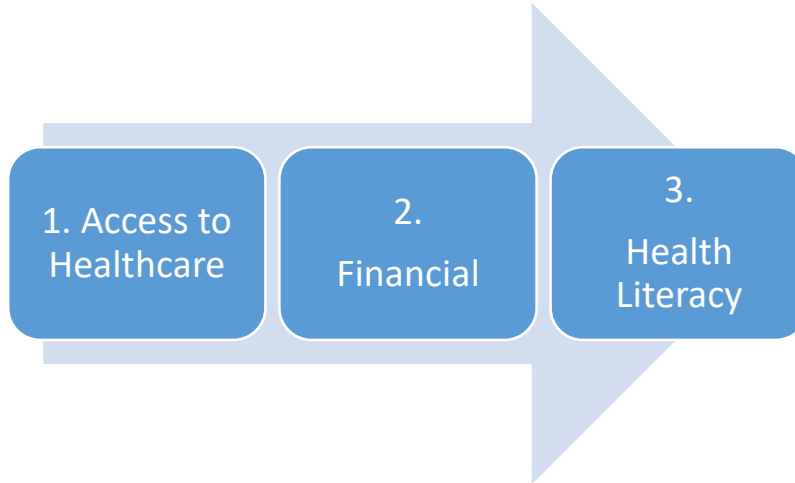 1. Access to
Healthcare
2.
Financial
3.
Health
Literacy